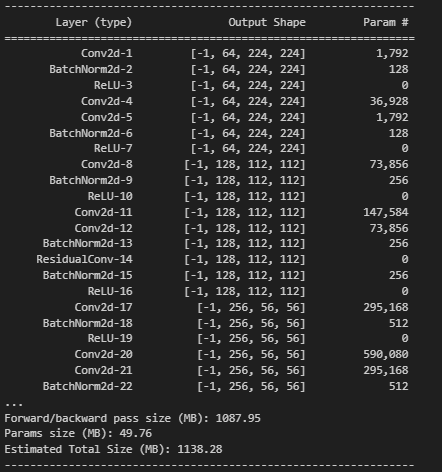 ----------------------------------------------------------------
Layer (type) Output Shape Param #
================================================================
Conv2d-1 [-1, 64, 224, 224] 1,792
BatchNorm2d-2 [-1, 64, 224, 224] 128
ReLU-3 [-1, 64, 224, 224] 0
Conv2d-4 [-1, 64, 224, 224] 36,928
Conv2d-5 [-1, 64, 224, 224] 1,792
BatchNorm2d-6 [-1, 64, 224, 224] 128
ReLU-7 [-1, 64, 224, 224] 0
Conv2d-8 [-1, 128, 112, 112] 73,856
BatchNorm2d-9 [-1, 128, 112, 112] 256
ReLU-10 [-1, 128, 112, 112] 0
Conv2d-11 [-1, 128, 112, 112] 147,584
Conv2d-12 [-1, 128, 112, 112] 73,856
BatchNorm2d-13 [-1, 128, 112, 112] 256
ResidualConv-14 [-1, 128, 112, 112] 0
BatchNorm2d-15 [-1, 128, 112, 112] 256
ReLU-16 [-1, 128, 112, 112] 0
Conv2d-17 [-1, 256, 56, 56] 295,168
BatchNorm2d-18 [-1, 256, 56, 56] 512
ReLU-19 [-1, 256, 56, 56] 0
Conv2d-20 [-1, 256, 56, 56] 590,080
Conv2d-21 [-1, 256, 56, 56] 295,168
BatchNorm2d-22 [-1, 256, 56, 56] 512
...
Forward/backward pass size (MB): 1087.95
Params size (MB): 49.76
Estimated Total Size (MB): 1138.28
----------------------------------------------------------------